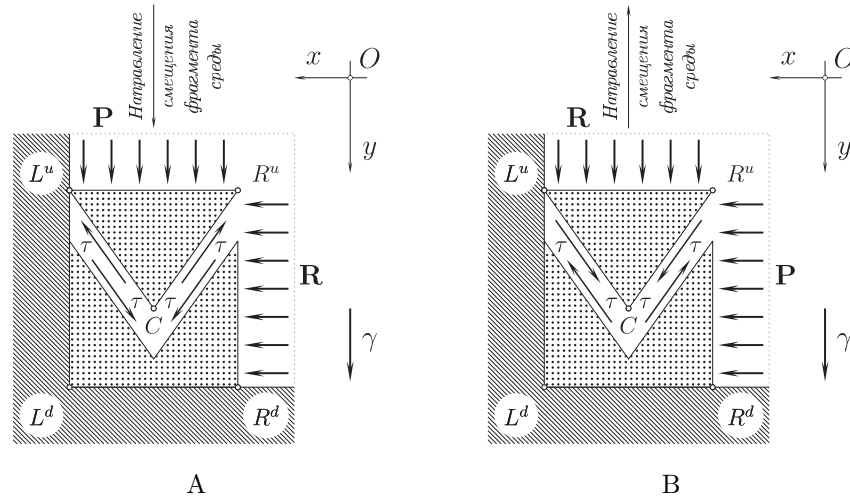 Направление
смещения
фрагмента
среды
x
O
y
P
L^u
R^u
τ
τ
τ
τ
C
R
γ
L^d
R^d
A
Направление
смещения
фрагмента
среды
x
O
y
R
L^u
R^u
τ
τ
τ
τ
C
P
γ
L^d
R^d
B